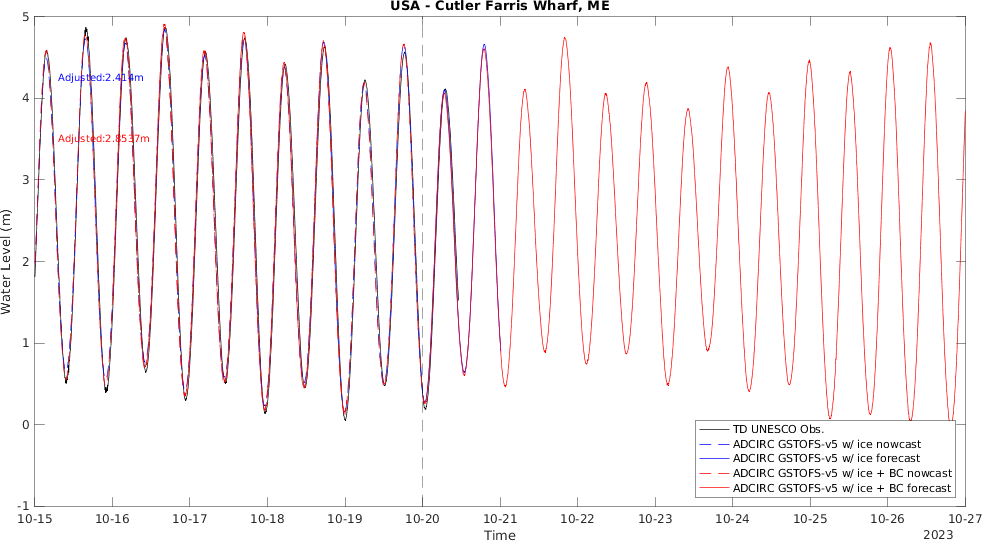 USA - Cutler Farris Wharf, ME
5
4
3
2
1
0
-1
Water Level (m)
Adjusted:2.414m
Adjusted:2.8537m
TD UNESCO Obs.
ADCIRC GSTOFS-v5 w/ ice nowcast
ADCIRC GSTOFS-v5 w/ ice forecast
ADCIRC GSTOFS-v5 w/ ice + BC nowcast
ADCIRC GSTOFS-v5 w/ ice + BC forecast
10-15 10-16 10-17 10-18 10-19 10-20 10-21 10-22 10-23 10-24 10-25 10-26 10-27
Time
2023